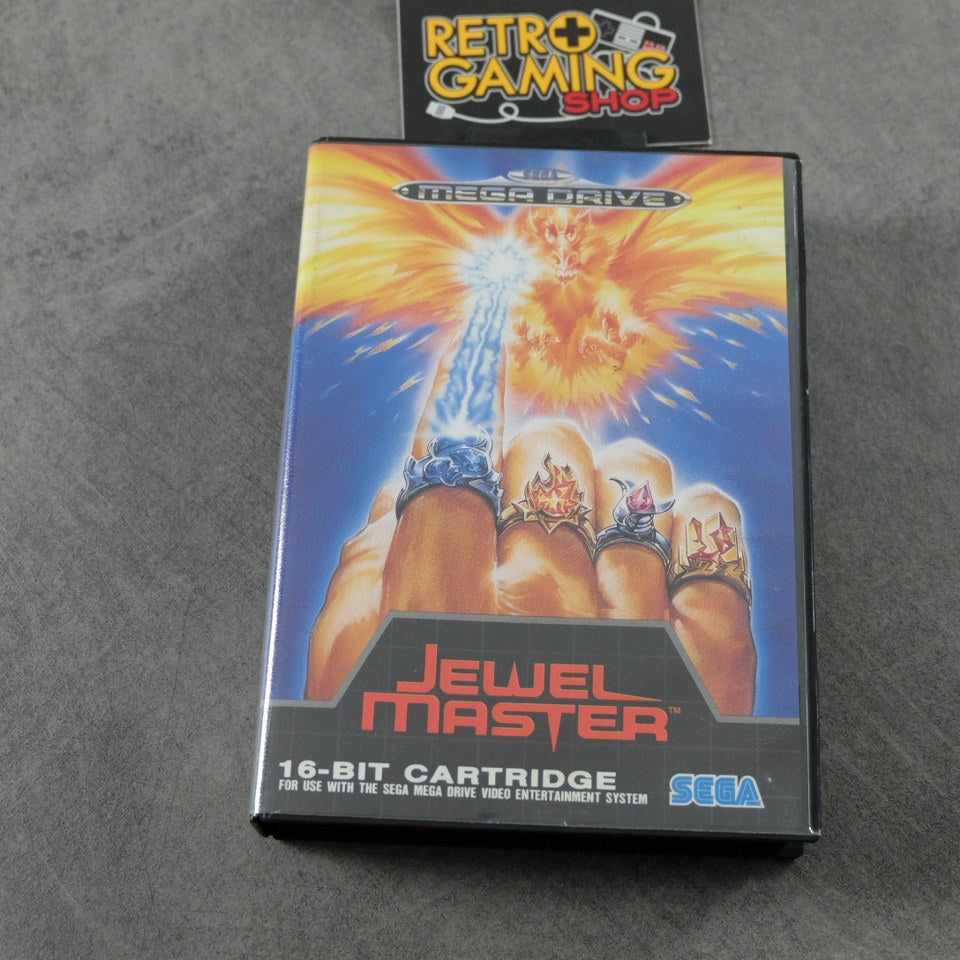 RETRO
GAMING
SHOP
SEGA
MEGA DRIVE
JEWEL
MASTER™
16-BIT CARTRIDGE
FOR USE WITH THE SEGA MEGA DRIVE VIDEO ENTERTAINMENT SYSTEM
SEGA